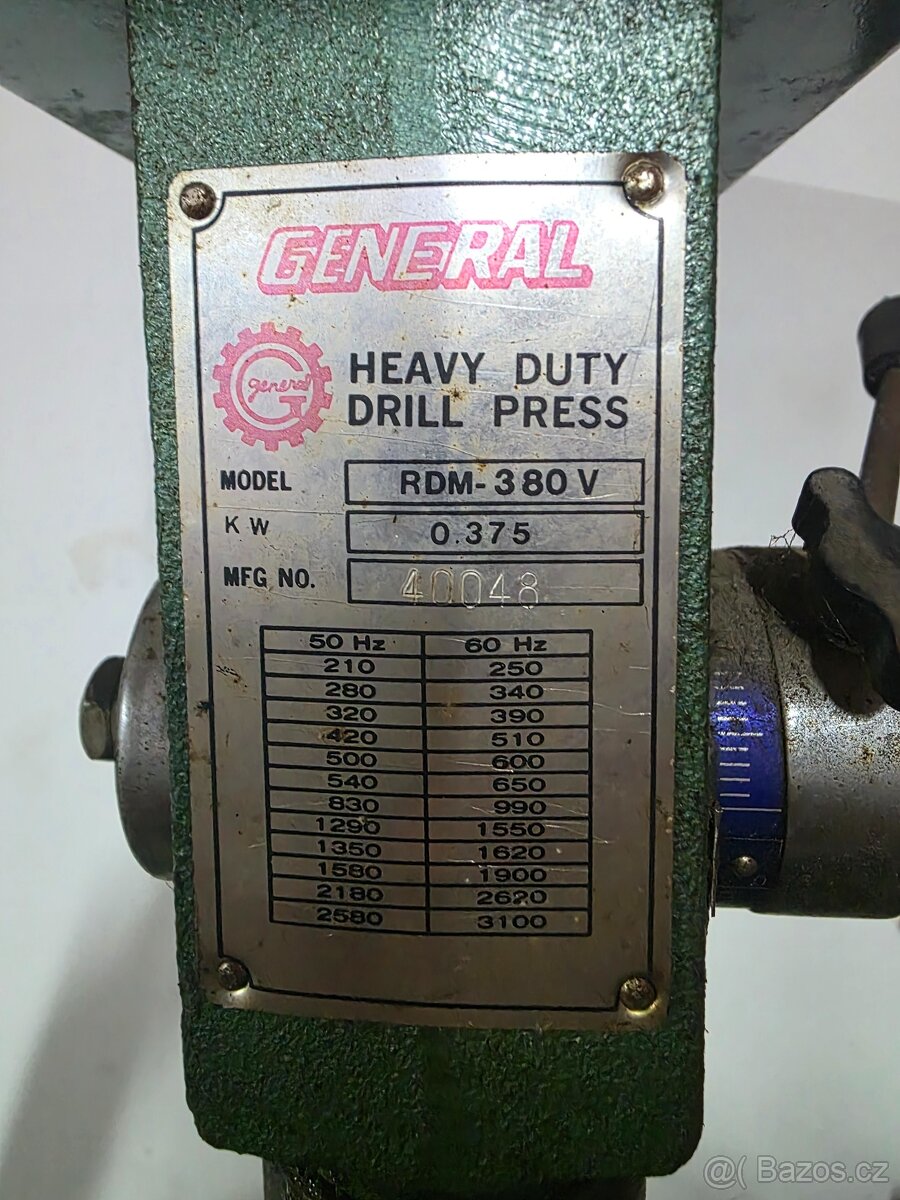 GENERAL
general
G
HEAVY DUTY
DRILL PRESS
MODEL RDM-380V
KW 0.375
MFG NO. 40048
50 Hz 60 Hz
210 250
280 340
320 390
420 510
500 600
540 650
830 990
1290 1550
1350 1620
1580 1900
2180 2620
2580 3100
@( Bazos.cz